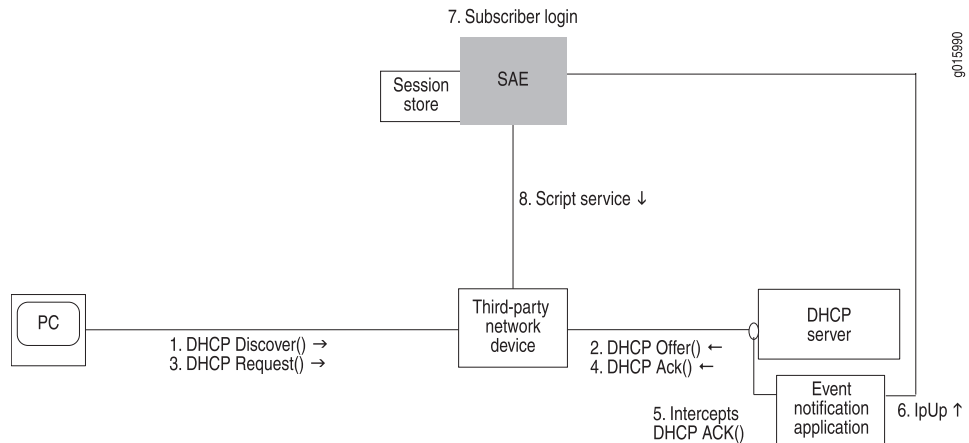 7. Subscriber login
g015990
Session
store
SAE
8. Script service ↓
PC
1. DHCP Discover() →
3. DHCP Request() →
Third-party
network
device
2. DHCP Offer() ←
4. DHCP Ack() ←
DHCP
server
5. Intercepts
DHCP ACK()
Event
notification
application
6. IpUp ↑